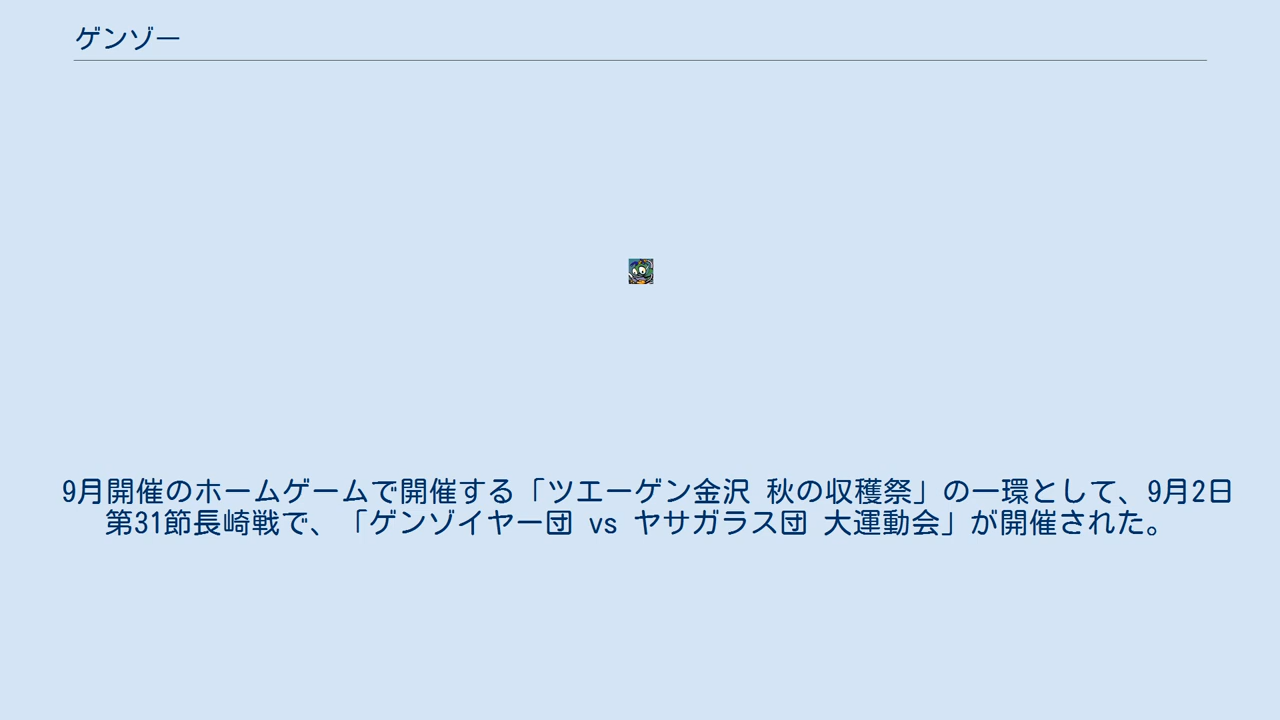 ゲンゾー
9月開催のホームゲームで開催する「ツエーゲン金沢 秋の収穫祭」の一環として、9月2日
第31節長崎戦で、「ゲンゾイヤー団 vs ヤサガラス団 大運動会」が開催された。